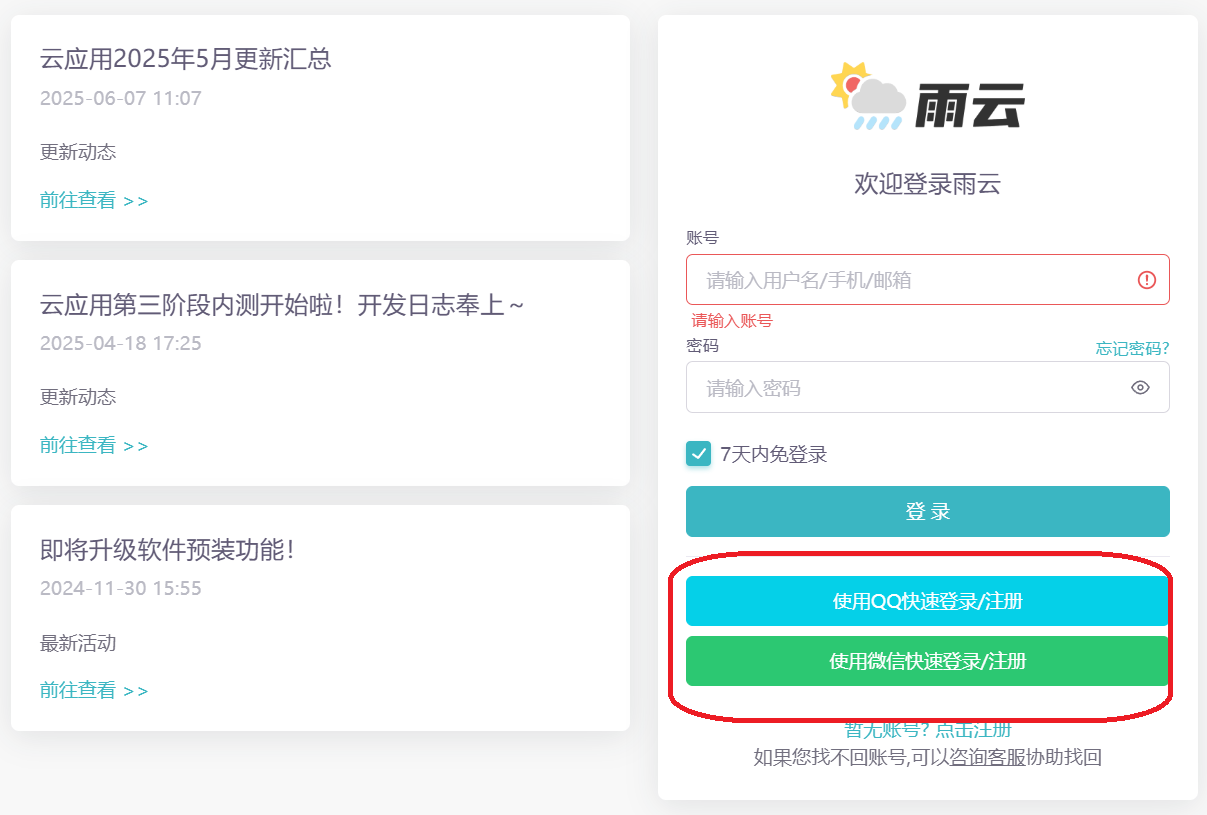 云应用2025年5月更新汇总
2025-06-07 11:07
更新动态
前往查看 >>
云应用第三阶段内测开始啦！开发日志奉上～
2025-04-18 17:25
更新动态
前往查看 >>
即将升级软件预装功能！
2024-11-30 15:55
最新活动
前往查看 >>
雨云
欢迎登录雨云
账号
请输入用户名/手机/邮箱
请输入账号
密码 忘记密码?
请输入密码
7天内免登录
登 录
使用QQ快速登录/注册
使用微信快速登录/注册
暂无账号? 点击注册
如果您找不回账号,可以咨询客服协助找回